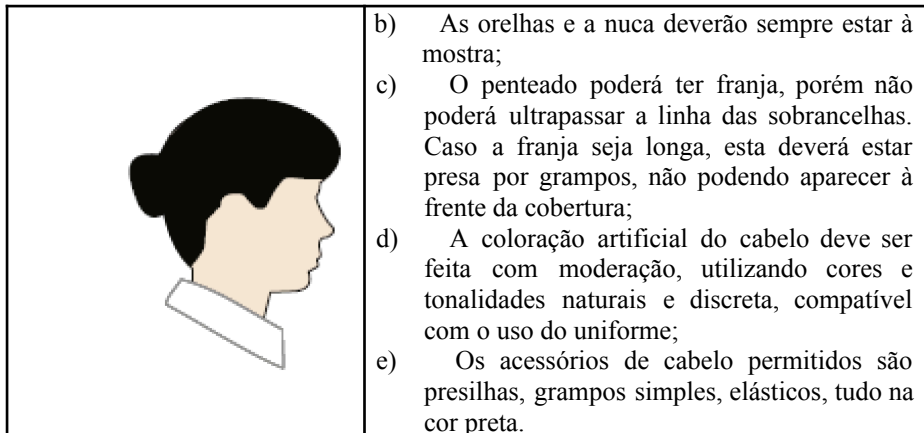 b) As orelhas e a nuca deverão sempre estar à
mostra;
c) O penteado poderá ter franja, porém não
poderá ultrapassar a linha das sobrancelhas.
Caso a franja seja longa, esta deverá estar
presa por grampos, não podendo aparecer à
frente da cobertura;
d) A coloração artificial do cabelo deve ser
feita com moderação, utilizando cores e
tonalidades naturais e discreta, compatível
com o uso do uniforme;
e) Os acessórios de cabelo permitidos são
presilhas, grampos simples, elásticos, tudo na
cor preta.